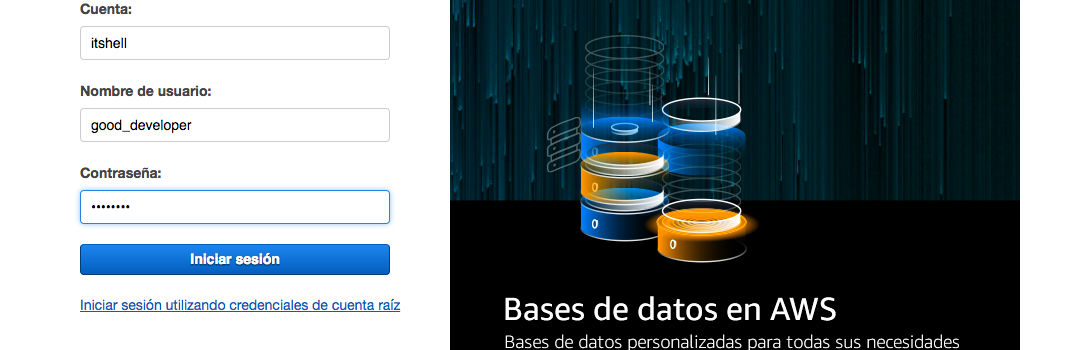 Cuenta:
itshell
Nombre de usuario:
good_developer
Contraseña:
••••••••
Iniciar sesión
Iniciar sesión utilizando credenciales de cuenta raíz
Bases de datos en AWS
Bases de datos personalizadas para todas sus necesidades